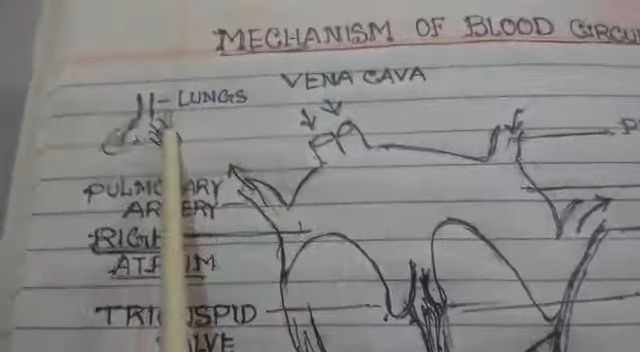 MECHANISM OF BLOOD
VENA CAVA
LUNGS
PULMONARY
ARTERY
RIGHT
ATRIUM
TRICUSPID
VALVE